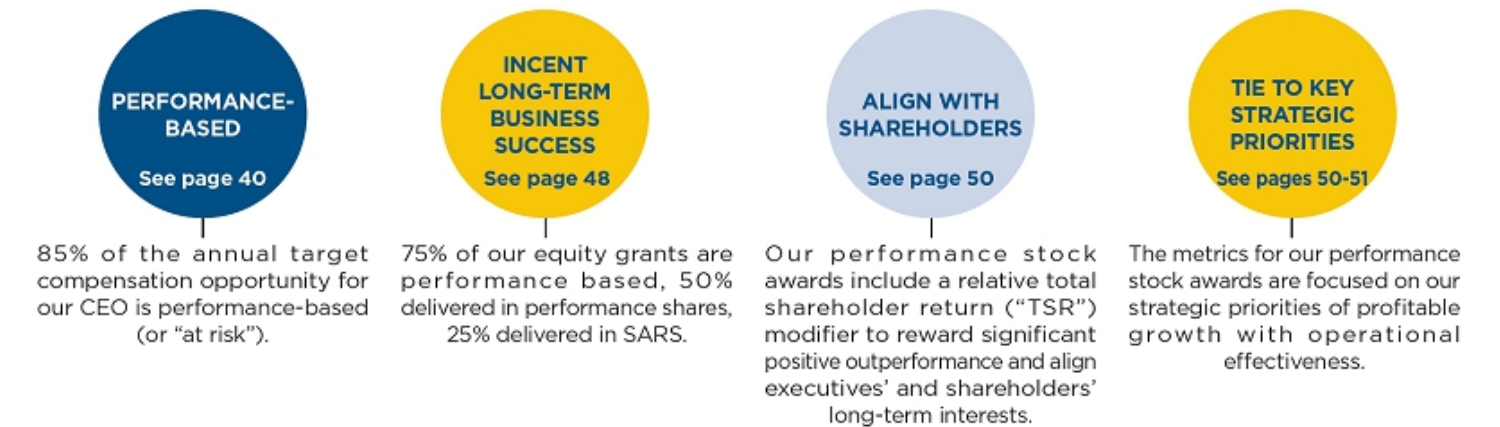 PERFORMANCE-
BASED
See page 40
85% of the annual target
compensation opportunity for
our CEO is performance-based
(or “at risk”).
INCENT
LONG-TERM
BUSINESS
SUCCESS
See page 48
75% of our equity grants are
performance based, 50%
delivered in performance shares,
25% delivered in SARS.
ALIGN WITH
SHAREHOLDERS
See page 50
Our performance stock
awards include a relative total
shareholder return (“TSR”)
modifier to reward significant
positive outperformance and align
executives’ and shareholders’
long-term interests.
TIE TO KEY
STRATEGIC
PRIORITIES
See pages 50-51
The metrics for our performance
stock awards are focused on our
strategic priorities of profitable
growth with operational
effectiveness.